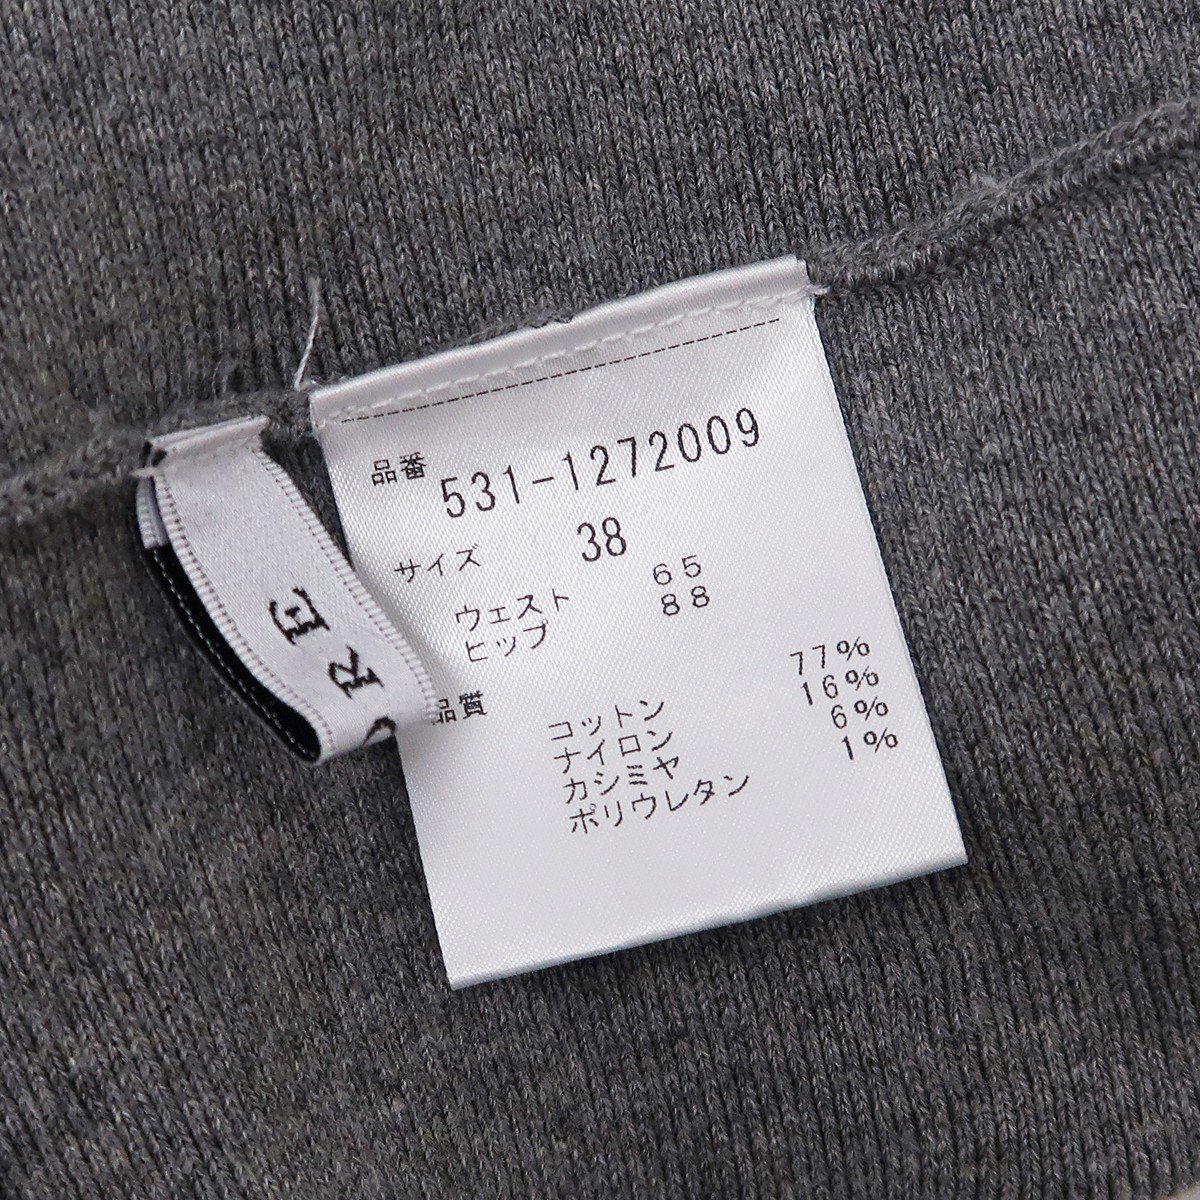 品番 531-1272009
サイズ 38
ウェスト 65
ヒップ 88
品質
コットン 77%
ナイロン 16%
カシミヤ 6%
ポリウレタン 1%
RE